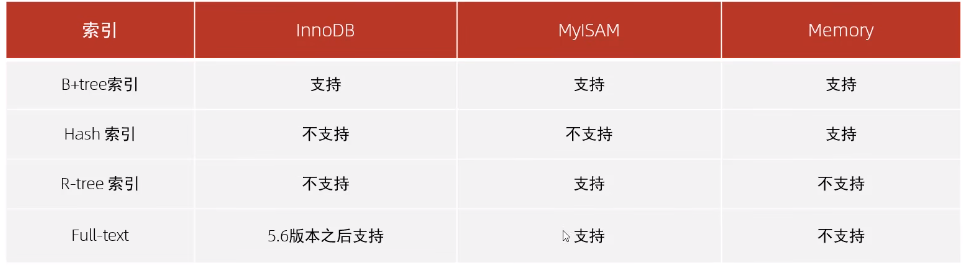 索引 InnoDB MyISAM Memory
B+tree索引 支持 支持 支持
Hash 索引 不支持 不支持 支持
R-tree 索引 不支持 支持 不支持
Full-text 5.6版本之后支持 支持 不支持